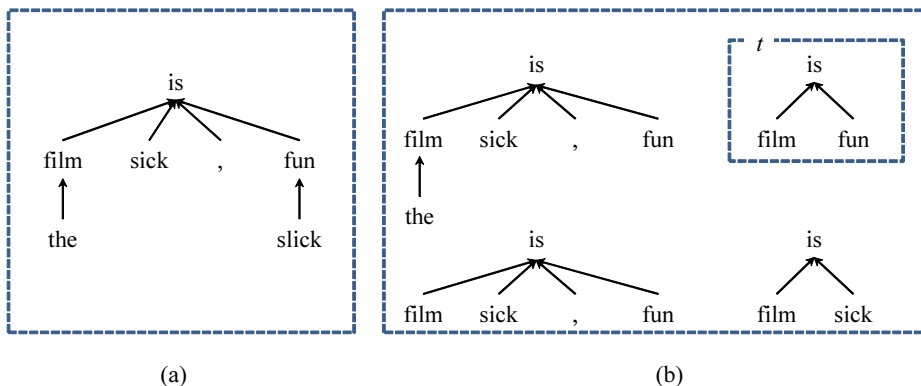 is
film sick , fun
the slick
(a)
is
film sick , fun
the
t
is
film fun
is
film sick , fun
is
film sick
(b)